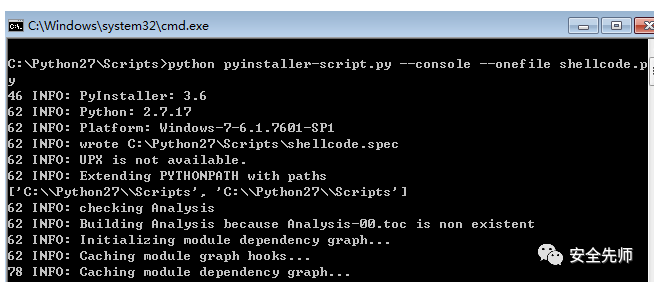 C:\Windows\system32\cmd.exe
C:\Python27\Scripts>python pyinstaller-script.py --console --onefile shellcode.p
y
46 INFO: PyInstaller: 3.6
62 INFO: Python: 2.7.17
62 INFO: Platform: Windows-7-6.1.7601-SP1
62 INFO: wrote C:\Python27\Scripts\shellcode.spec
62 INFO: UPX is not available.
62 INFO: Extending PYTHONPATH with paths
['C:\\Python27\\Scripts', 'C:\\Python27\\Scripts']
62 INFO: checking Analysis
62 INFO: Building Analysis because Analysis-00.toc is non existent
62 INFO: Initializing module dependency graph...
62 INFO: Caching module graph hooks...
78 INFO: Caching module dependency graph...
安全先师